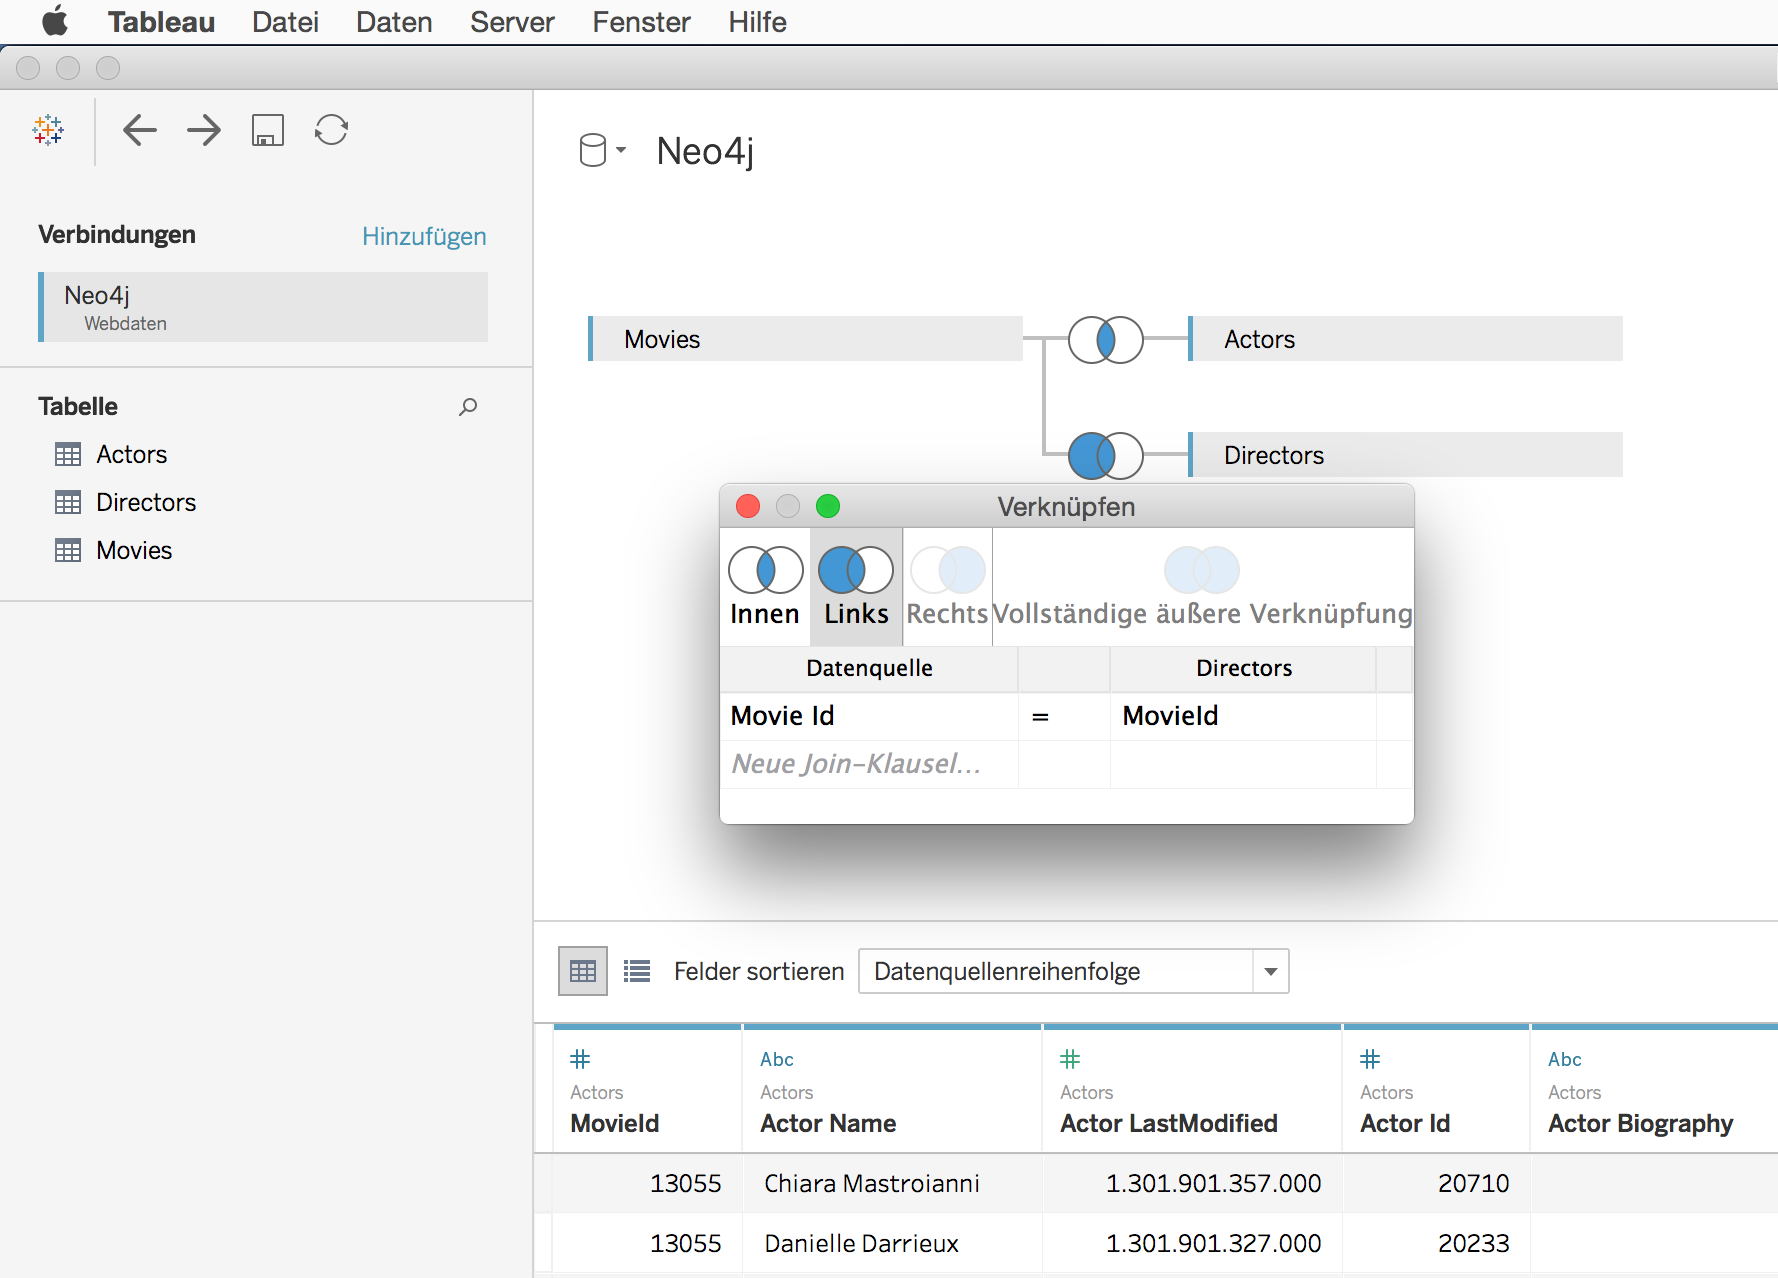 Tableau Datei Daten Server Fenster Hilfe
Neo4j
Verbindungen Hinzufügen
Neo4j
Webdaten
Movies Actors
Directors
Tabelle
Actors
Directors
Movies
Verknüpfen
Innen Links Rechts Vollständige äußere Verknüpfung
Datenquelle Directors
Movie Id = MovieId
Neue Join-Klausel...
Felder sortieren Datenquellenreihenfolge
# Abc # # Abc
Actors Actors Actors Actors Actors
MovieId Actor Name Actor LastModified Actor Id Actor Biography
13055 Chiara Mastroianni 1.301.901.357.000 20710
13055 Danielle Darrieux 1.301.901.327.000 20233